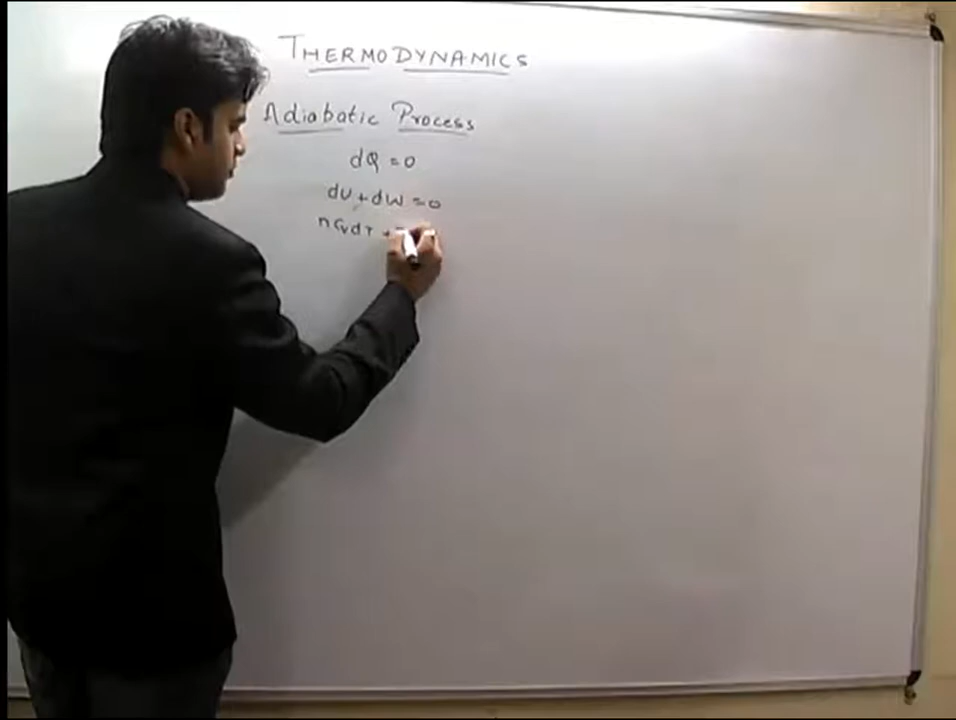 THERMODYNAMICS
Adiabatic Process
dQ = 0
dU + dW = 0
nCvdT +